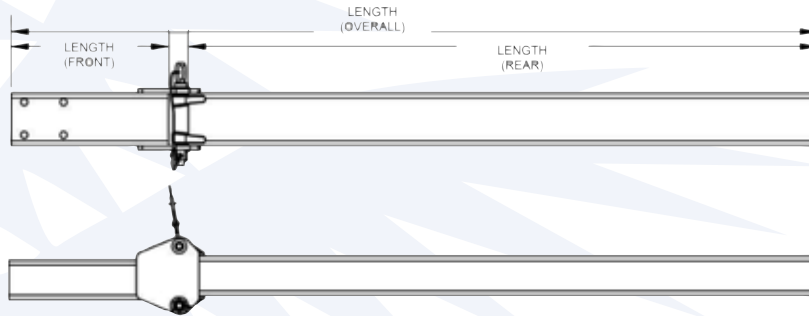 LENGTH
(OVERALL)
LENGTH
(FRONT)
LENGTH
(REAR)